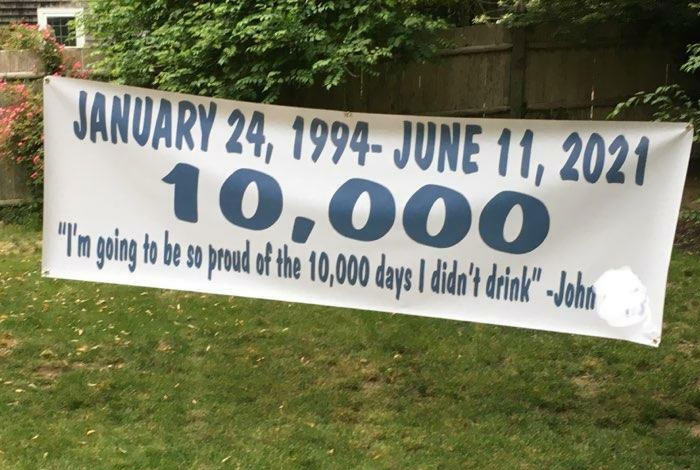 JANUARY 24, 1994- JUNE 11, 2021
10,000
"I'm going to be so proud of the 10,000 days I didn't drink" -John